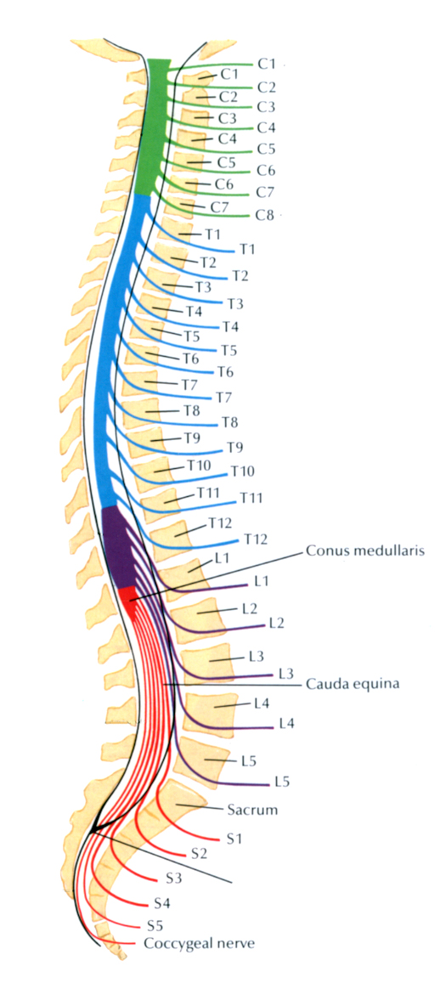 C1
C1
C2
C2
C3
C3
C4
C4
C5
C5
C6
C6
C7
C7
C8
T1
T1
T2
T2
T3
T3
T4
T4
T5
T5
T6
T6
T7
T7
T8
T8
T9
T9
T10
T10
T11
T11
T12
T12
Conus medullaris
L1
L1
L2
L2
L3
L3
Cauda equina
L4
L4
L5
L5
Sacrum
S1
S2
S3
S4
S5
Coccygeal nerve